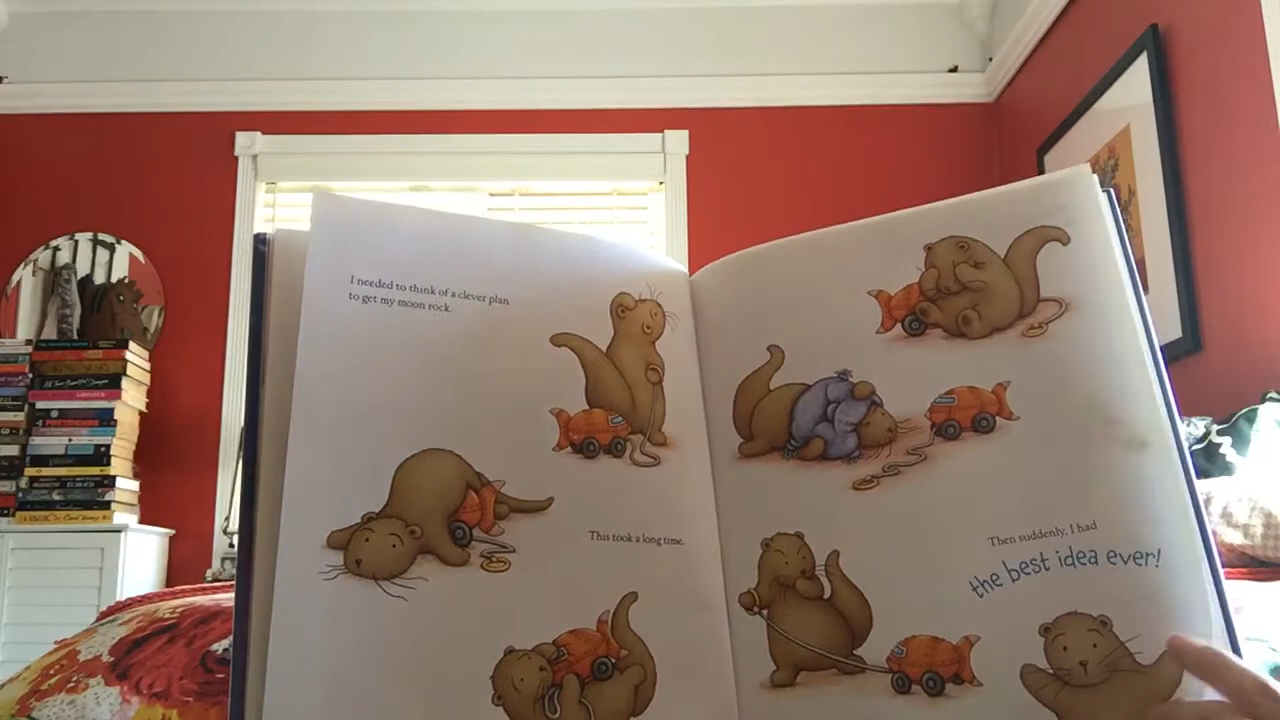 I needed to think of a clever plan
to get my moon rock.
This took a long time.
Then suddenly, I had
the best idea ever!